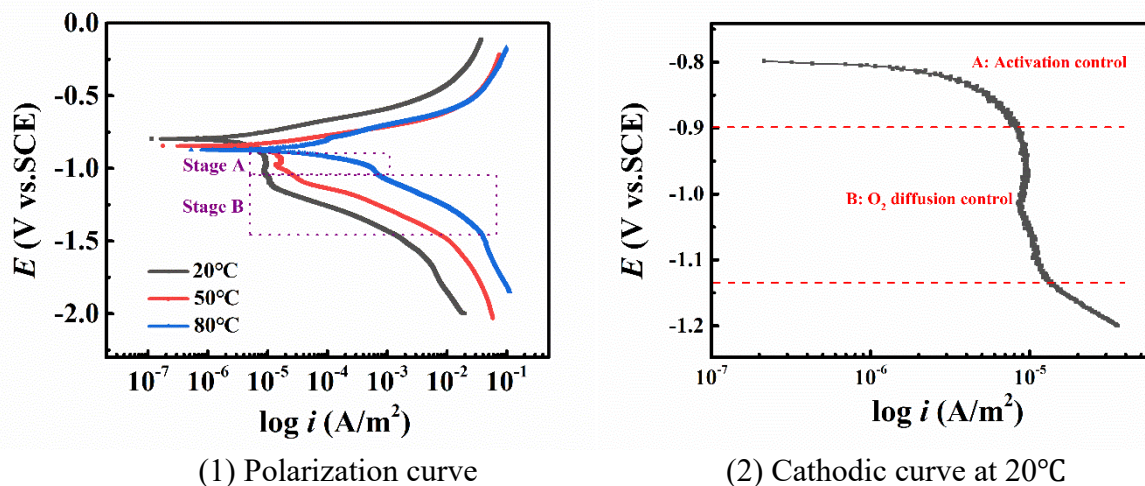 0.0
-0.5
-1.0
-1.5
-2.0
E (V vs.SCE)
Stage A
Stage B
20°C
50°C
80°C
10-7 10-6 10-5 10-4 10-3 10-2 10-1
log i (A/m2)
(1) Polarization curve
-0.8
-0.9
-1.0
-1.1
-1.2
E (V vs.SCE)
A: Activation control
B: O2 diffusion control
10-7 10-6 10-5
log i (A/m2)
(2) Cathodic curve at 20℃